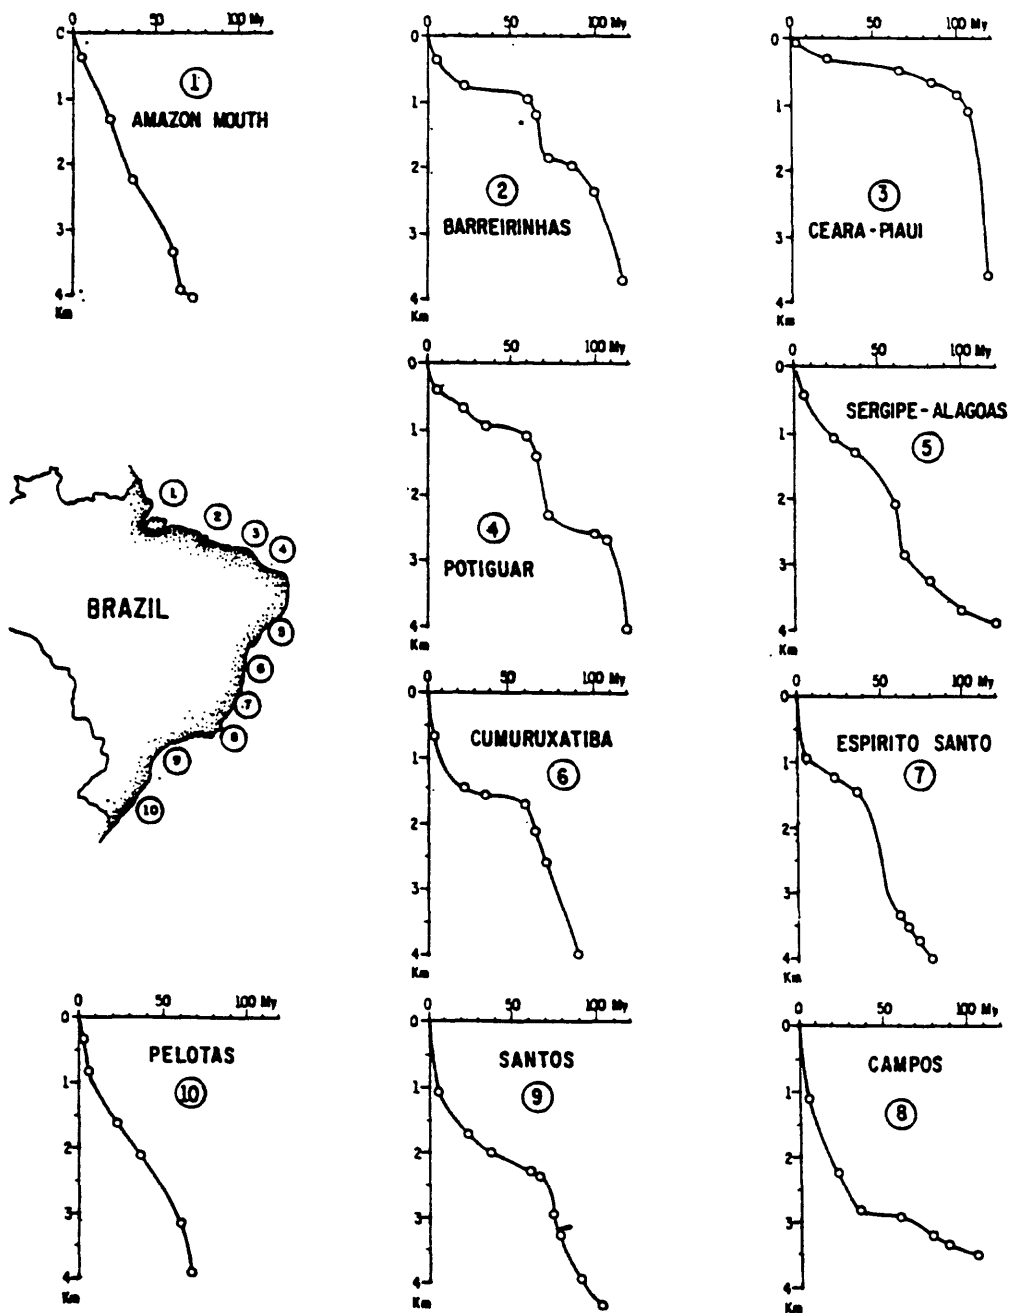 0 50 100 My
1
2
3
4
Km
① AMAZON MOUTH
0 50 100 My
0
1
2
3
4
Km
②
BARREIRINHAS
0 50 100 My
0
1
2
3
4
Km
③
CEARA-PIAUI
0 50 100 My
0
1
2
3
4
Km
④
POTIGUAR
0 50 100 My
0
1
2
3
4
Km
SERGIPE-ALAGOAS
⑤
BRAZIL
1
2
3
4
5
6
7
8
9
10
0 50 100 My
0
1
2
3
4
Km
CUMURUXATIBA
⑥
0 50 100 My
0
1
2
3
4
Km
ESPIRITO SANTO
⑦
0 50 100 My
0
1
2
3
4
Km
PELOTAS
⑩
0 50 100 My
0
1
2
3
4
Km
SANTOS
⑨
0 50 100 My
0
1
2
3
4
Km
CAMPOS
⑧